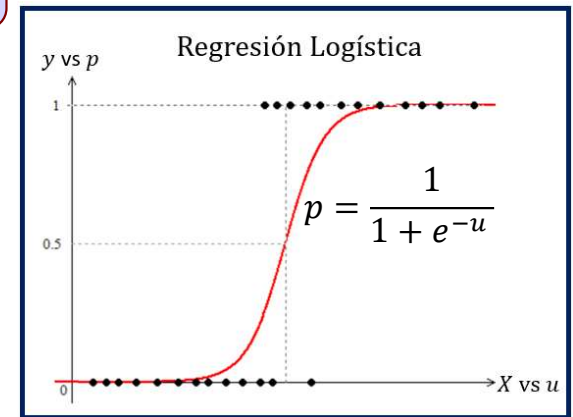 Regresión Logística
y vs p
1
p = 1 / (1 + e^{-u})
0.5
0
X vs u